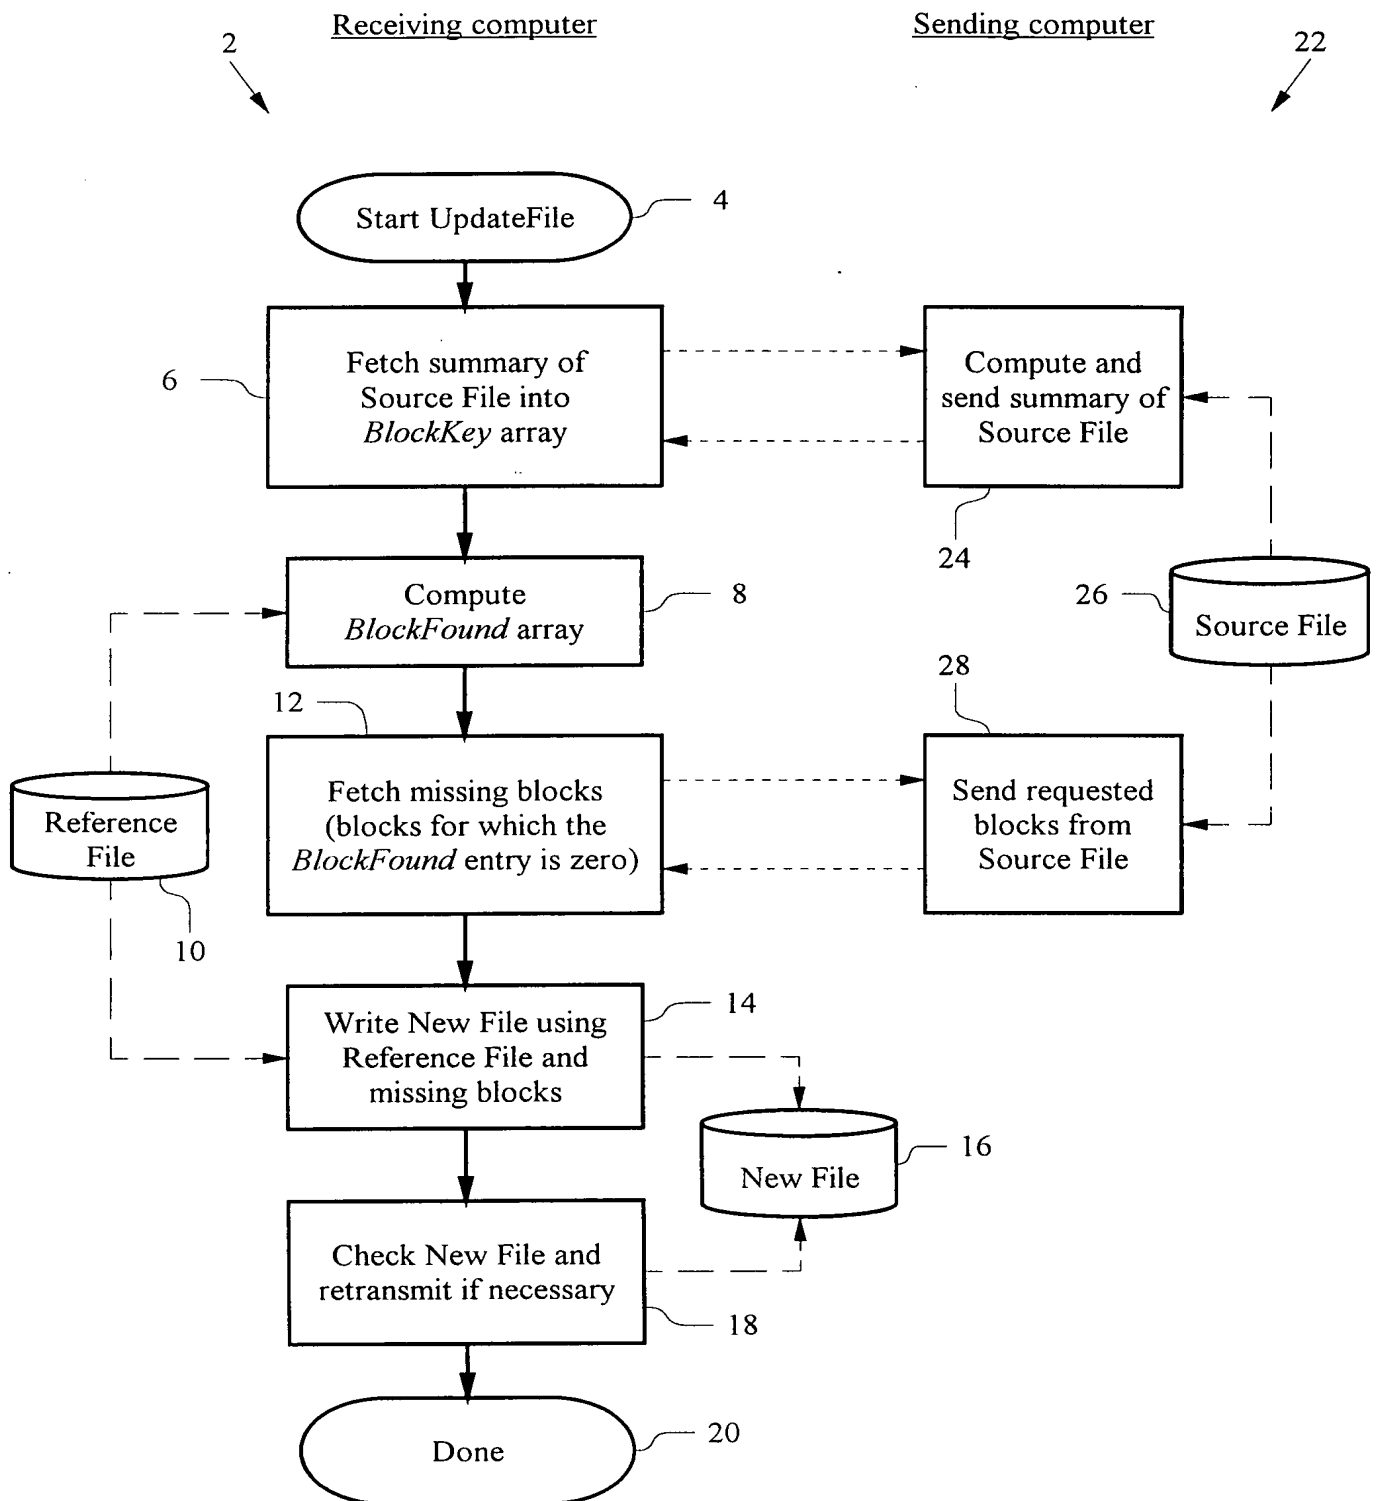 Receiving computer
Sending computer
2
22
Start UpdateFile
4
Fetch summary of
Source File into
BlockKey array
6
Compute and
send summary of
Source File
24
Compute
BlockFound array
8
26
Source File
12
28
Fetch missing blocks
(blocks for which the
BlockFound entry is zero)
Send requested
blocks from
Source File
Reference
File
10
Write New File using
Reference File and
missing blocks
14
New File
16
Check New File and
retransmit if necessary
18
Done
20